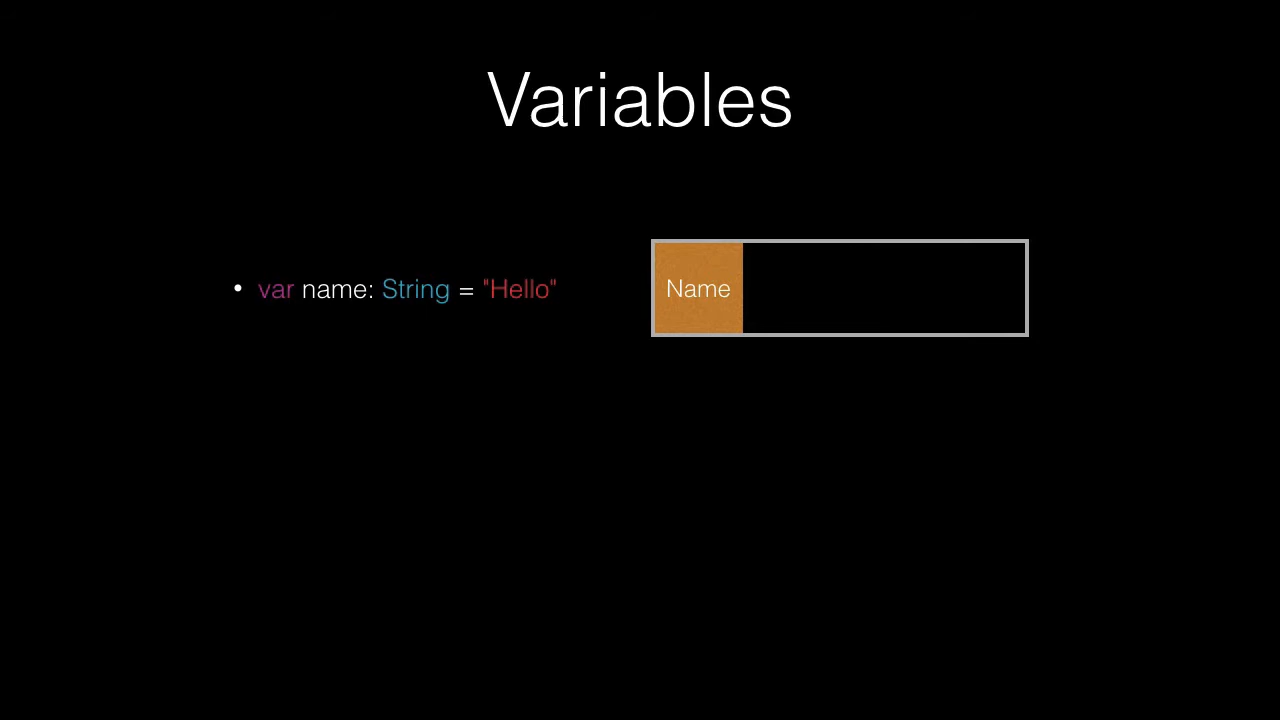 Variables
• var name: String = "Hello"
Name